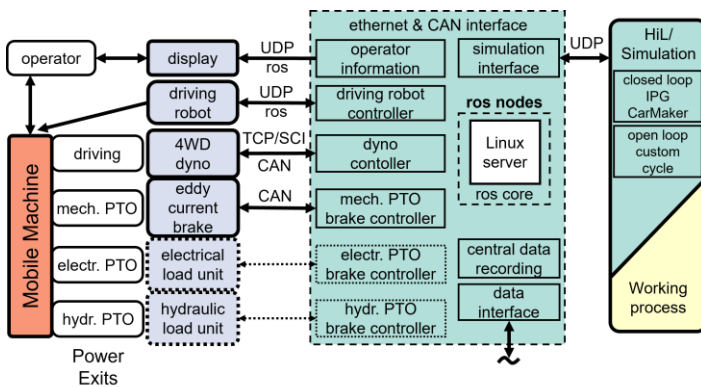 ethernet & CAN interface
operator
display
UDP
ros
operator
information
simulation
interface
UDP
HiL/
Simulation
driving
robot
UDP
ros
driving robot
controller
closed loop
IPG
CarMaker
ros nodes
Linux
server
ros core
open loop
custom
cycle
Mobile Machine
driving
4WD
dyno
TCP/SCI
CAN
dyno
contoller
mech. PTO
eddy
current
brake
CAN
mech. PTO
brake controller
electr. PTO
electrical
load unit
electr. PTO
brake controller
central data
recording
hydr. PTO
hydraulic
load unit
hydr. PTO
brake controller
data
interface
Working
process
Power
Exits